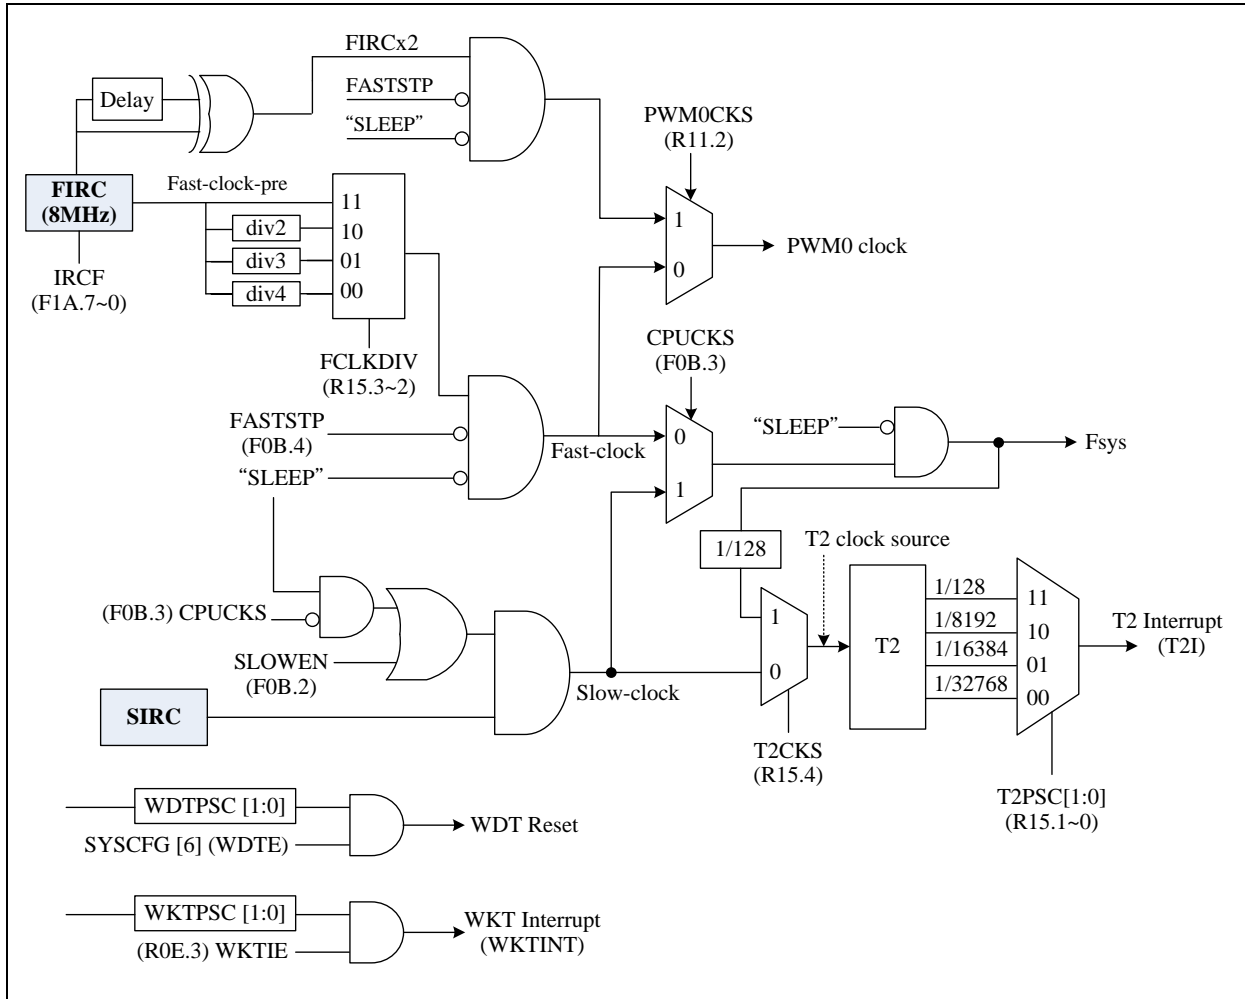 FIRCx2
FASTSTP
“SLEEP”
Delay
PWM0CKS
(R11.2)
FIRC
(8MHz)
Fast-clock-pre
11
div2
10
div3
01
div4
00
1
0
PWM0 clock
IRCF
(F1A.7~0)
FCLKDIV
(R15.3~2)
CPUCKS
(F0B.3)
FASTSTP
(F0B.4)
“SLEEP”
Fast-clock
0
1
“SLEEP”
Fsys
1/128
T2 clock source
(F0B.3) CPUCKS
SLOWEN
(F0B.2)
SIRC
Slow-clock
1
0
T2CKS
(R15.4)
T2
1/128
1/8192
1/16384
1/32768
11
10
01
00
T2 Interrupt
(T2I)
T2PSC[1:0]
(R15.1~0)
WDTPSC [1:0]
SYSCFG [6] (WDTE)
WDT Reset
WKTPSC [1:0]
(R0E.3) WKTIE
WKT Interrupt
(WKTINT)